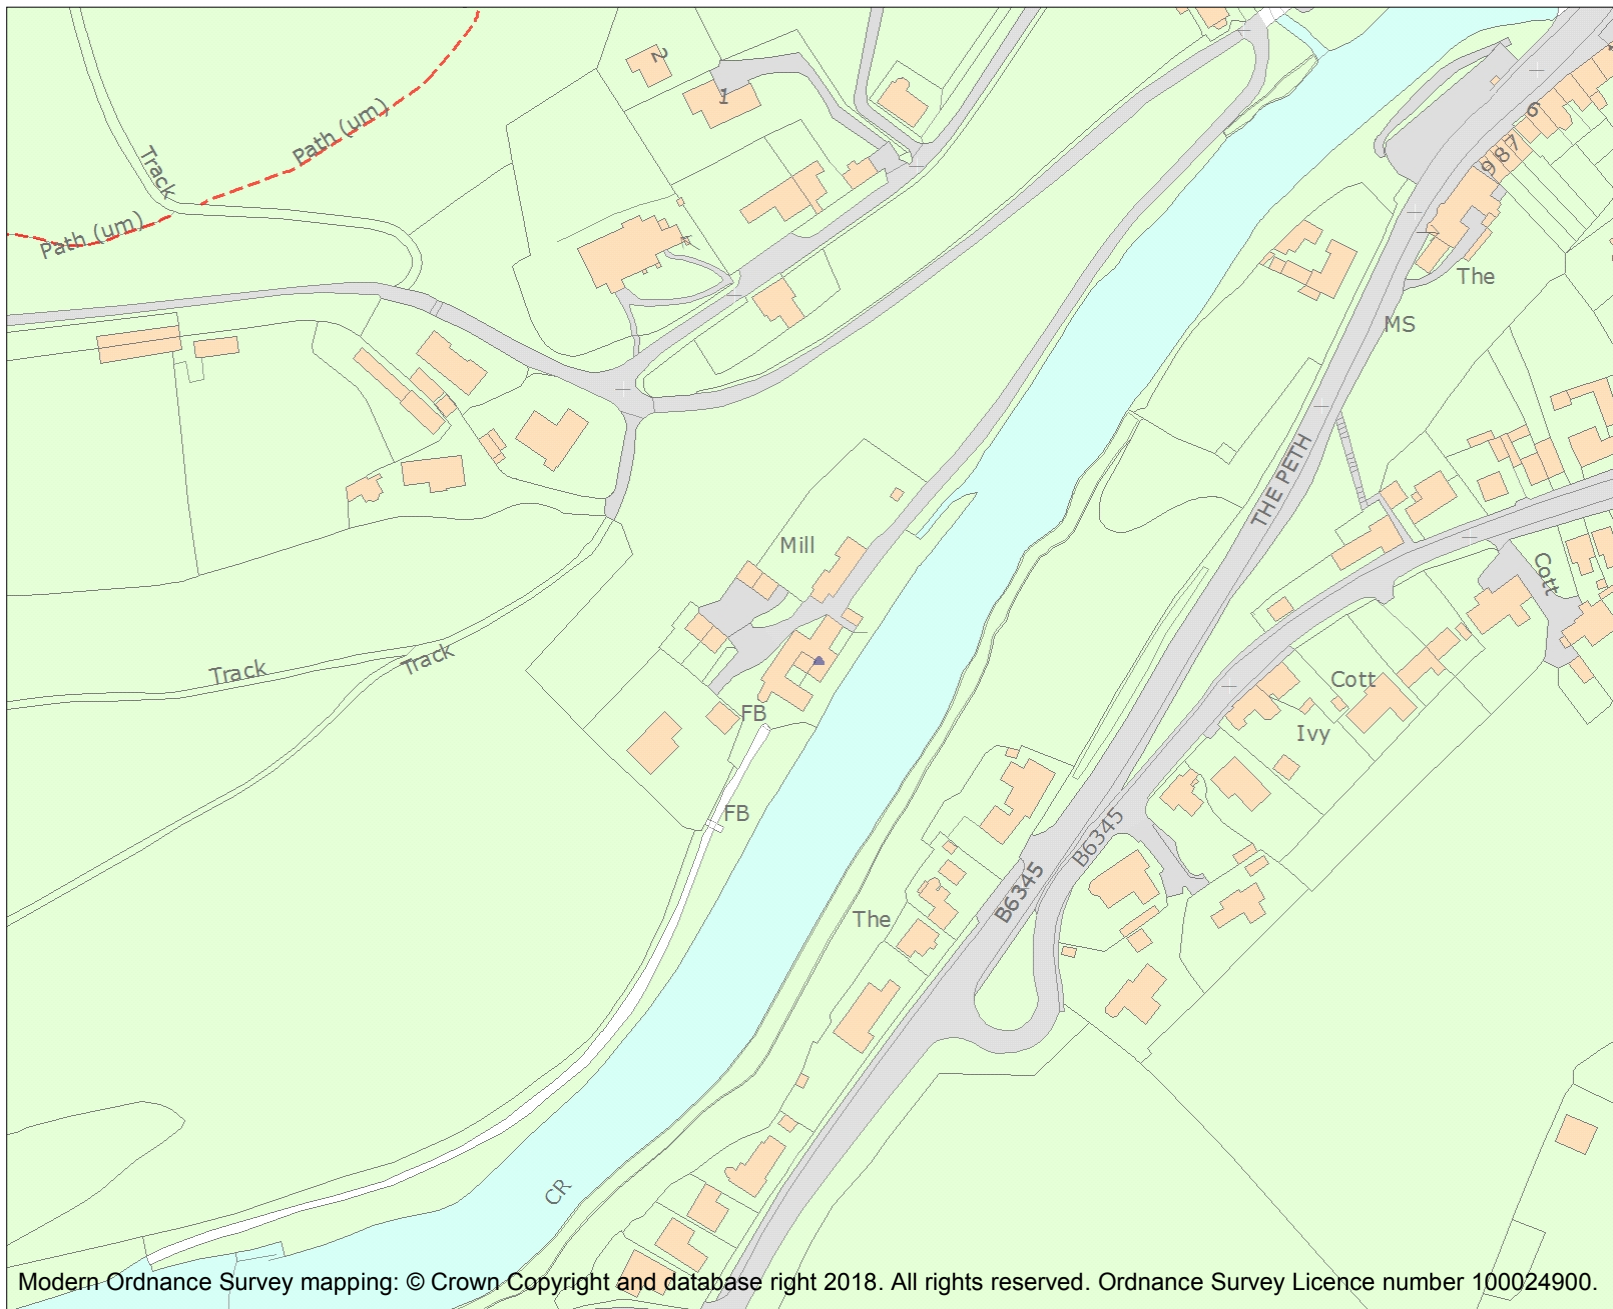 2
1
Path (um)
Track
6
7
8
9
Path (um)
The
MS
THE PETH
Mill
Cott
Track
Track
Cott
FB
Ivy
FB
B6345
B6345
The
CR
Modern Ordnance Survey mapping: © Crown Copyright and database right 2018. All rights reserved. Ordnance Survey Licence number 100024900.